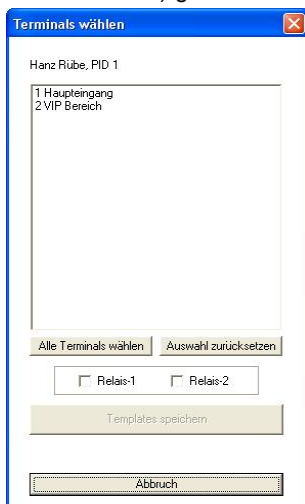 Terminals wählen
Hanz Rübe, PID 1
1 Haupteingang
2 VIP Bereich
Alle Terminals wählen Auswahl zurücksetzen
Relais-1 Relais-2
Templates speichern
Abbruch